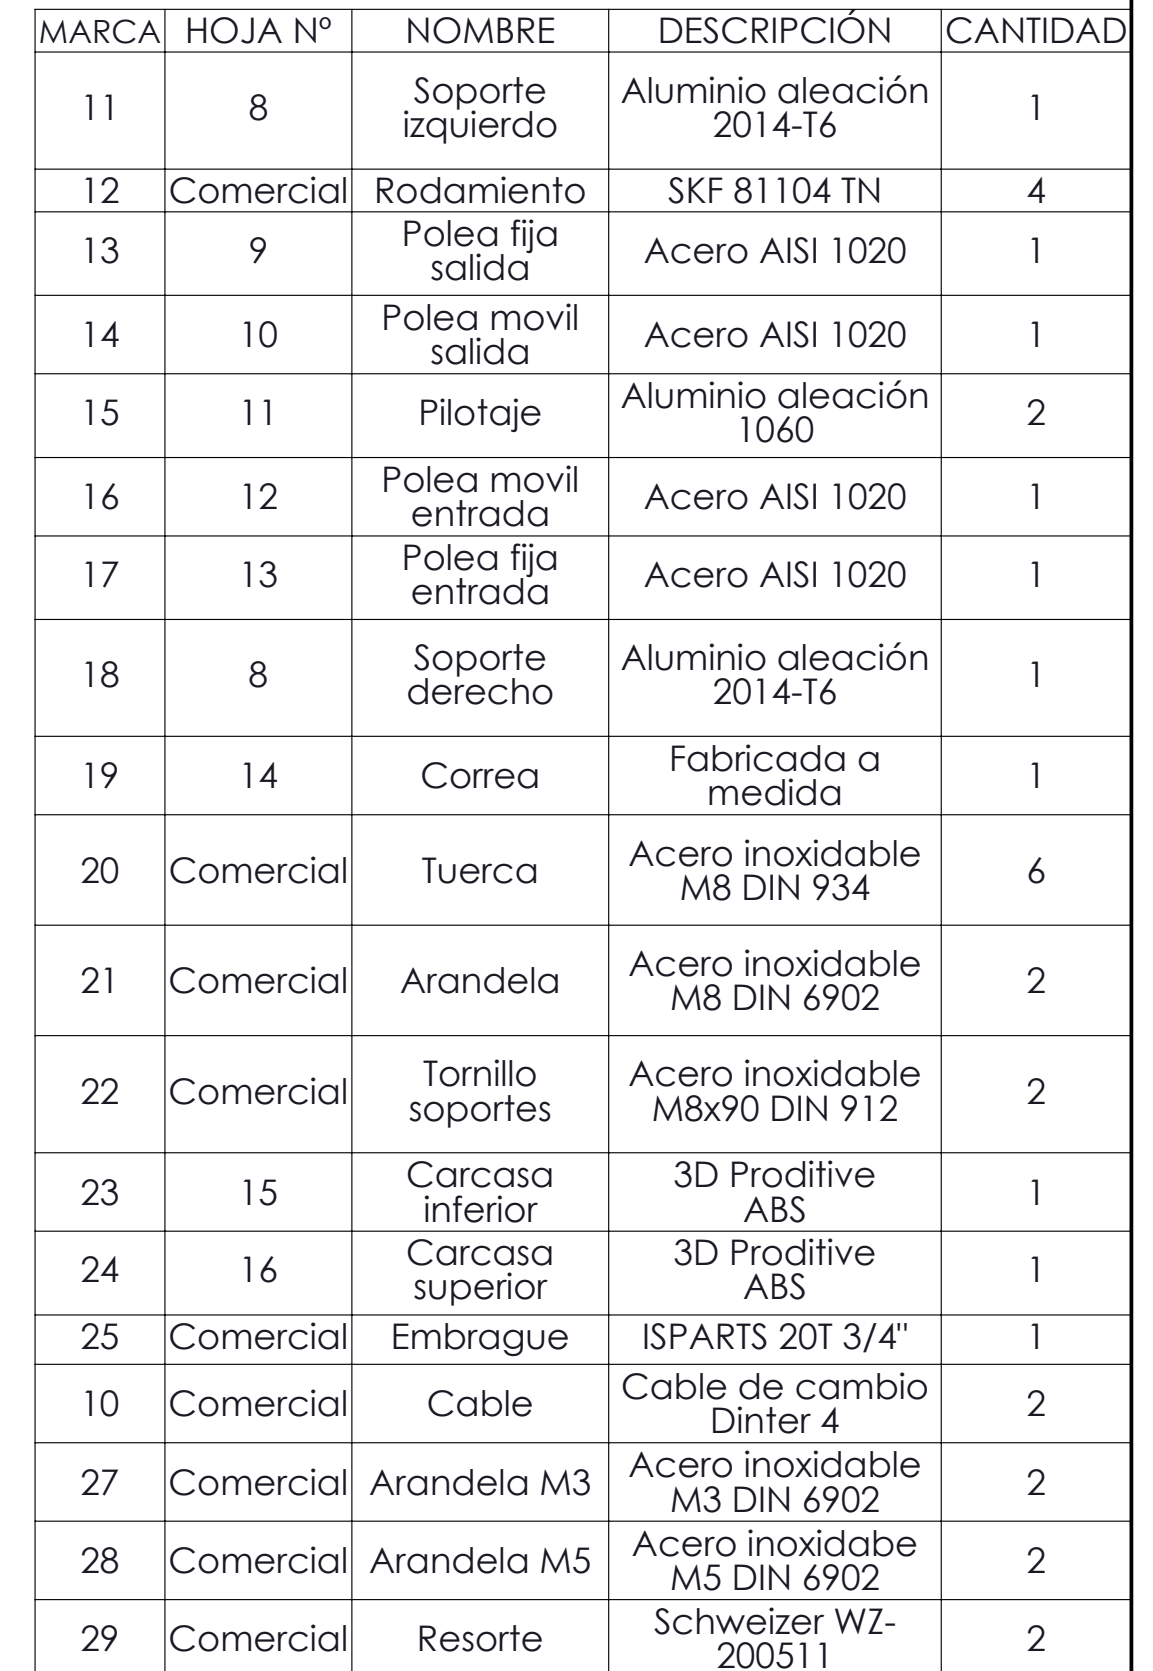 MARCA HOJA Nº NOMBRE DESCRIPCIÓN CANTIDAD
11 8 Soporte izquierdo Aluminio aleación 2014-T6 1
12 Comercial Rodamiento SKF 81104 TN 4
13 9 Polea fija salida Acero AISI 1020 1
14 10 Polea movil salida Acero AISI 1020 1
15 11 Pilotaje Aluminio aleación 1060 2
16 12 Polea movil entrada Acero AISI 1020 1
17 13 Polea fija entrada Acero AISI 1020 1
18 8 Soporte derecho Aluminio aleación 2014-T6 1
19 14 Correa Fabricada a medida 1
20 Comercial Tuerca Acero inoxidable M8 DIN 934 6
21 Comercial Arandela Acero inoxidable M8 DIN 6902 2
22 Comercial Tornillo soportes Acero inoxidable M8x90 DIN 912 2
23 15 Carcasa inferior 3D Proditive ABS 1
24 16 Carcasa superior 3D Proditive ABS 1
25 Comercial Embrague ISPARTS 20T 3/4" 1
10 Comercial Cable Cable de cambio Dinter 4 2
27 Comercial Arandela M3 Acero inoxidable M3 DIN 6902 2
28 Comercial Arandela M5 Acero inoxidabe M5 DIN 6902 2
29 Comercial Resorte Schweizer WZ-200511 2